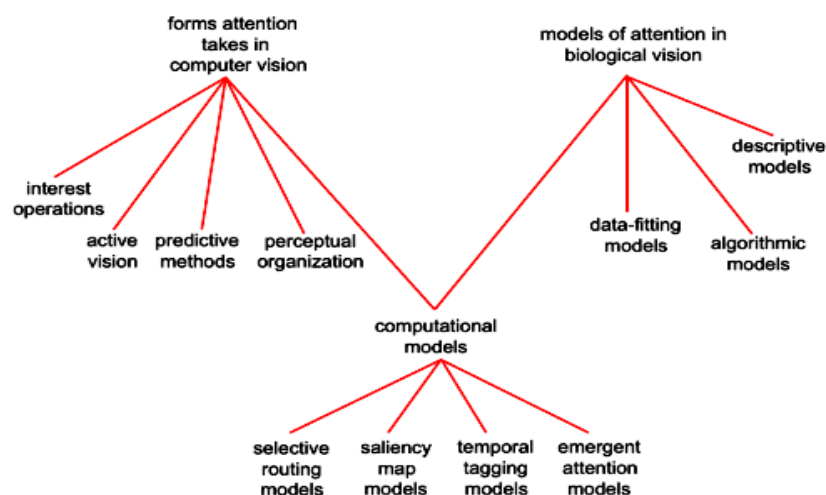 forms attention
takes in
computer vision
models of attention in
biological vision
descriptive
models
interest
operations
active
vision
predictive
methods
perceptual
organization
data-fitting
models
algorithmic
models
computational
models
selective
routing
models
saliency
map
models
temporal
tagging
models
emergent
attention
models